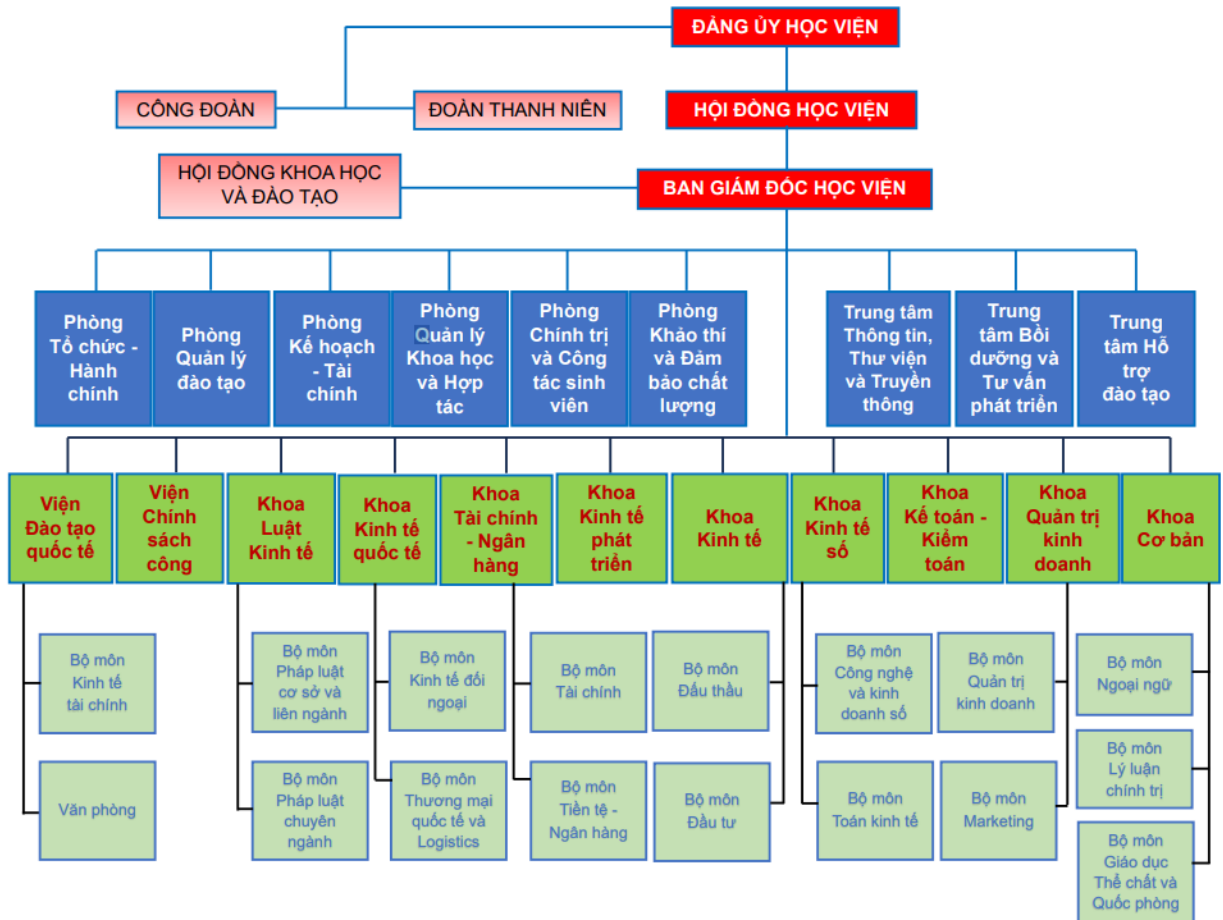 ĐẢNG ỦY HỌC VIỆN
CÔNG ĐOÀN
ĐOÀN THANH NIÊN
HỘI ĐỒNG HỌC VIỆN
HỘI ĐỒNG KHOA HỌC
VÀ ĐÀO TẠO
BAN GIÁM ĐỐC HỌC VIỆN
Phòng
Tổ chức -
Hành
chính
Phòng
Quản lý
đào tạo
Phòng
Kế hoạch
- Tài
chính
Phòng
Quản lý
Khoa học
và Hợp
tác
Phòng
Chính trị
và Công
tác sinh
viên
Phòng
Khảo thí
và Đảm
bảo chất
lượng
Trung tâm
Thông tin,
Thư viện
và Truyền
thông
Trung
tâm Bồi
dưỡng và
Tư vấn
phát triển
Trung
tâm Hỗ
trợ
đào tạo
Viện
Đào tạo
quốc tế
Viện
Chính
sách
công
Khoa
Luật
Kinh tế
Khoa
Kinh tế
quốc tế
Khoa
Tài chính
- Ngân
hàng
Khoa
Kinh tế
phát
triển
Khoa
Kinh tế
Khoa
Kinh tế
số
Khoa
Kế toán -
Kiểm
toán
Khoa
Quản trị
kinh
doanh
Khoa
Cơ bản
Bộ môn
Kinh tế
tài chính
Bộ môn
Pháp luật
cơ sở và
liên ngành
Bộ môn
Kinh tế đối
ngoại
Bộ môn
Tài chính
Bộ môn
Đấu thầu
Bộ môn
Công nghệ
và kinh
doanh số
Bộ môn
Quản trị
kinh doanh
Bộ môn
Ngoại ngữ
Văn phòng
Bộ môn
Pháp luật
chuyên
ngành
Bộ môn
Thương mại
quốc tế và
Logistics
Bộ môn
Tiền tệ -
Ngân hàng
Bộ môn
Đầu tư
Bộ môn
Toán kinh tế
Bộ môn
Marketing
Bộ môn
Lý luận
chính trị
Bộ môn
Giáo dục
Thể chất và
Quốc phòng